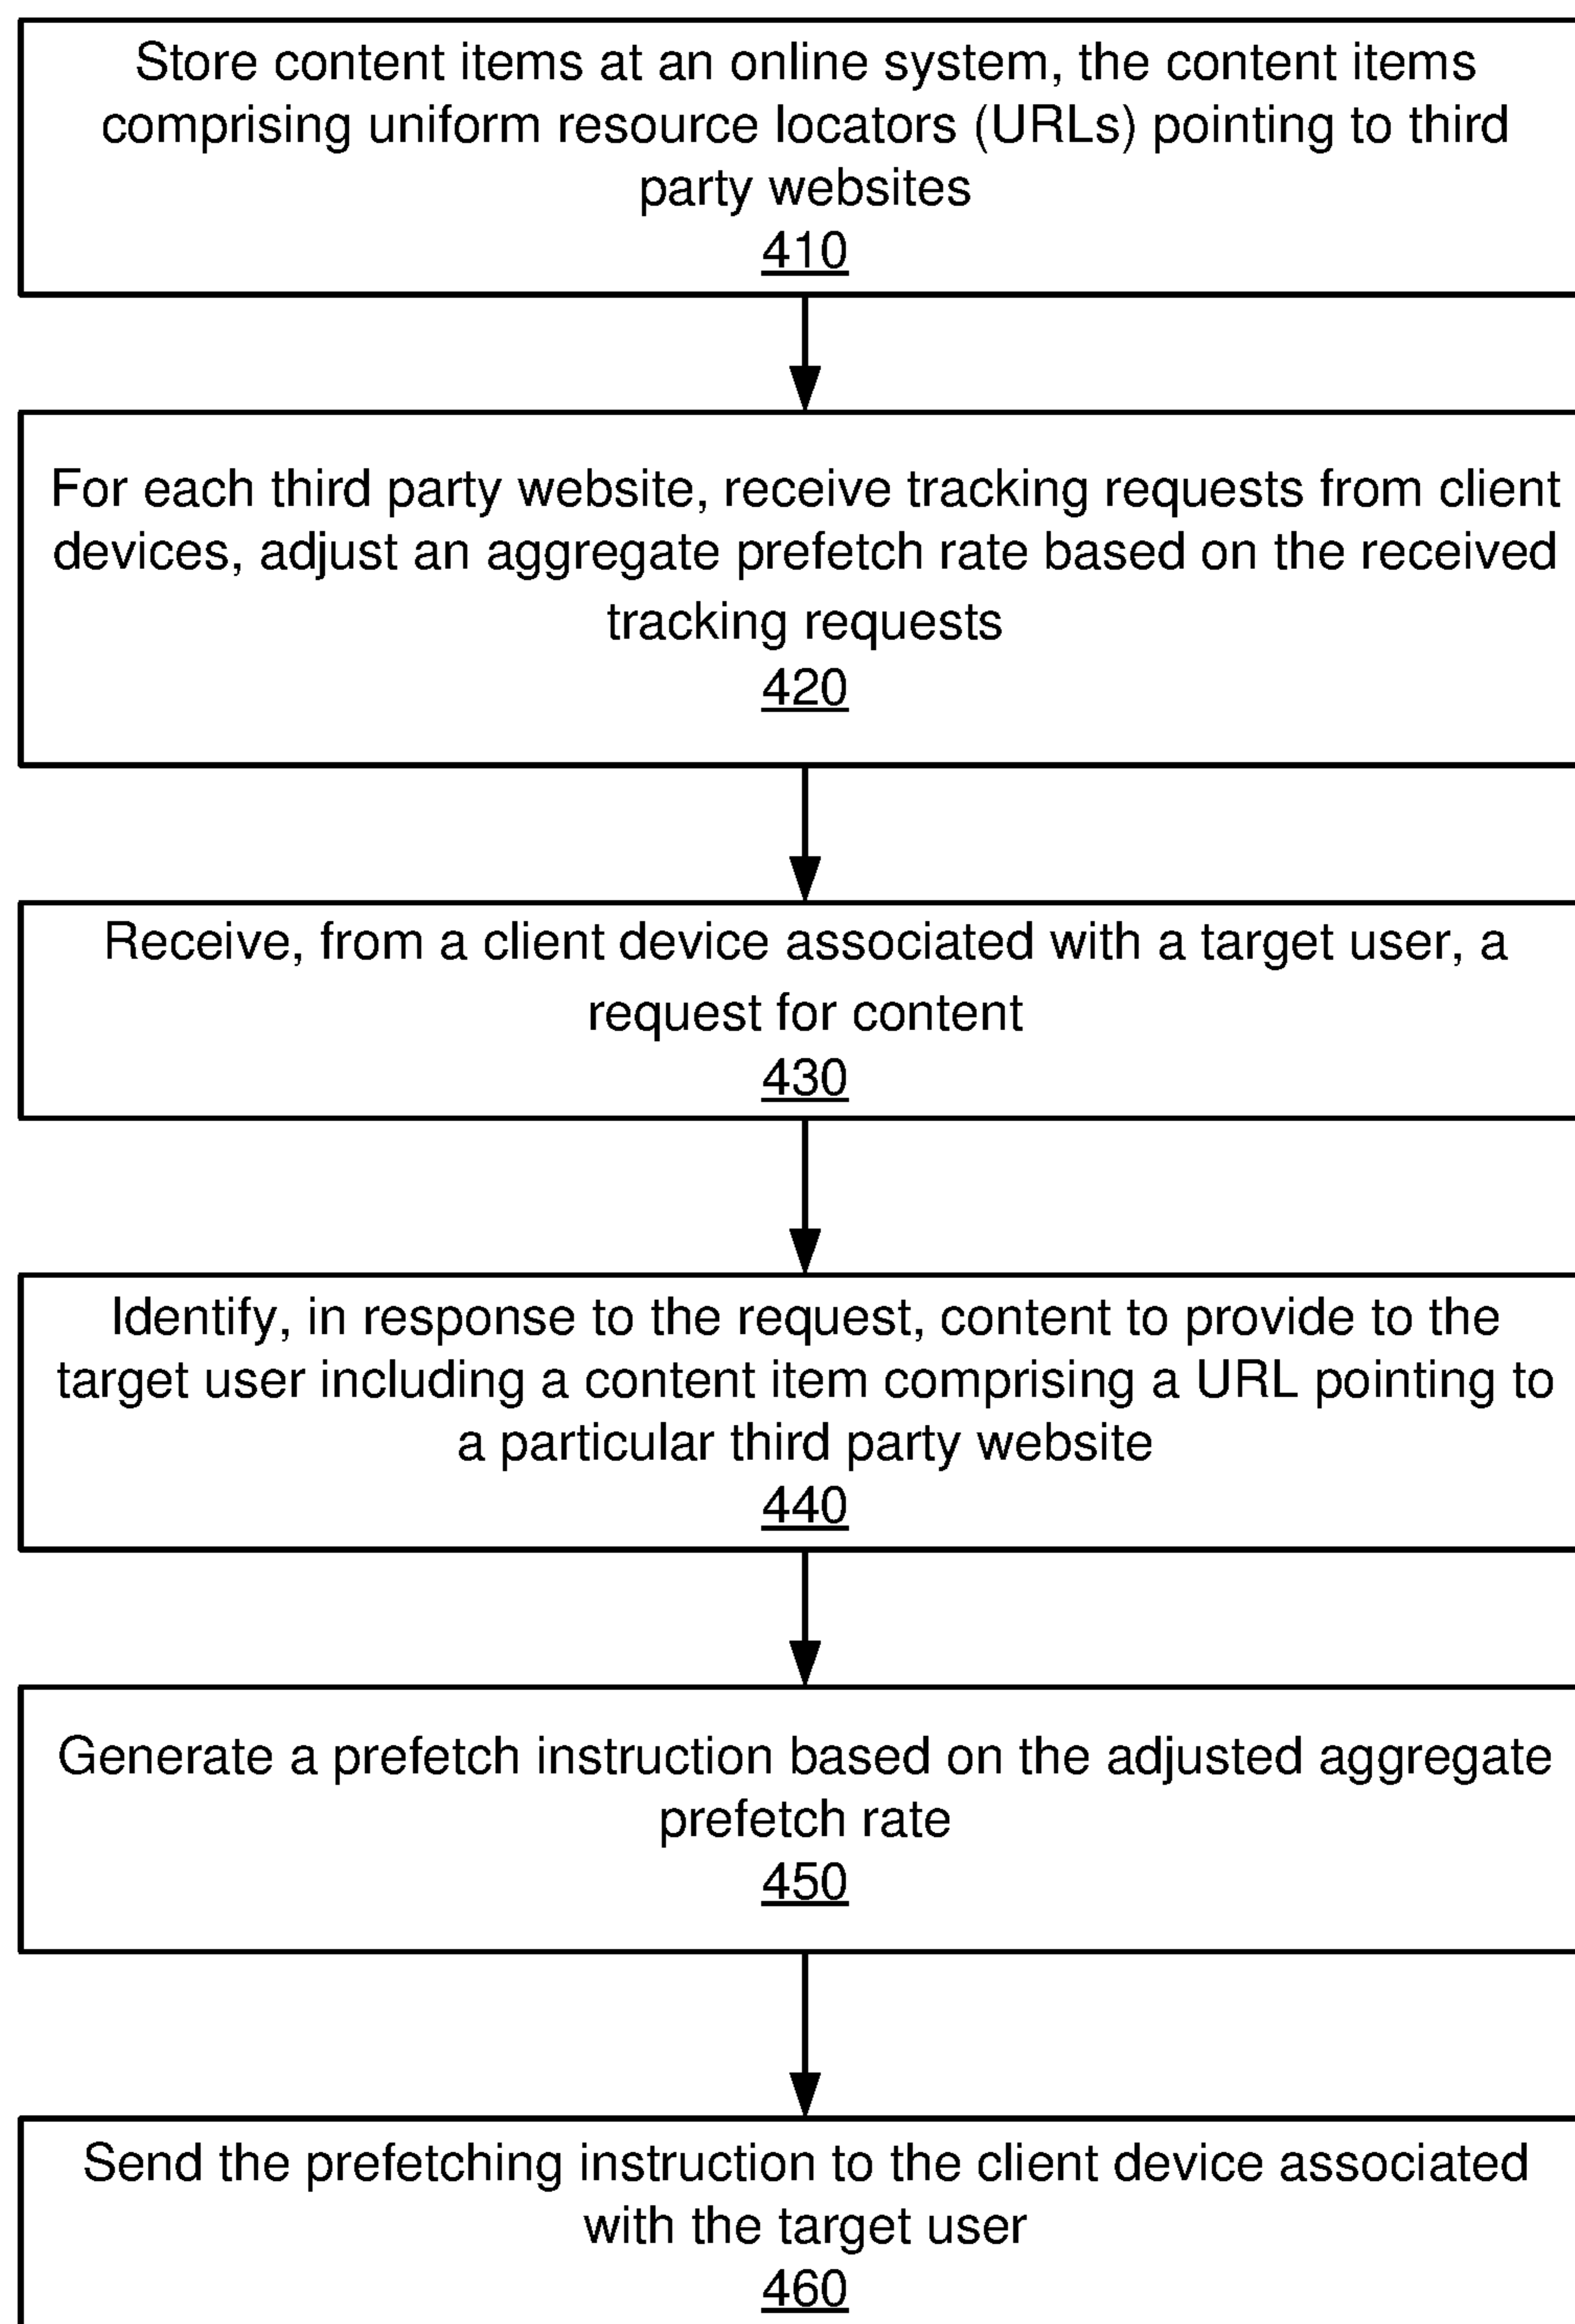 Store content items at an online system, the content items
comprising uniform resource locators (URLs) pointing to third
party websites
410
For each third party website, receive tracking requests from client
devices, adjust an aggregate prefetch rate based on the received
tracking requests
420
Receive, from a client device associated with a target user, a
request for content
430
Identify, in response to the request, content to provide to the
target user including a content item comprising a URL pointing to
a particular third party website
440
Generate a prefetch instruction based on the adjusted aggregate
prefetch rate
450
Send the prefetching instruction to the client device associated
with the target user
460